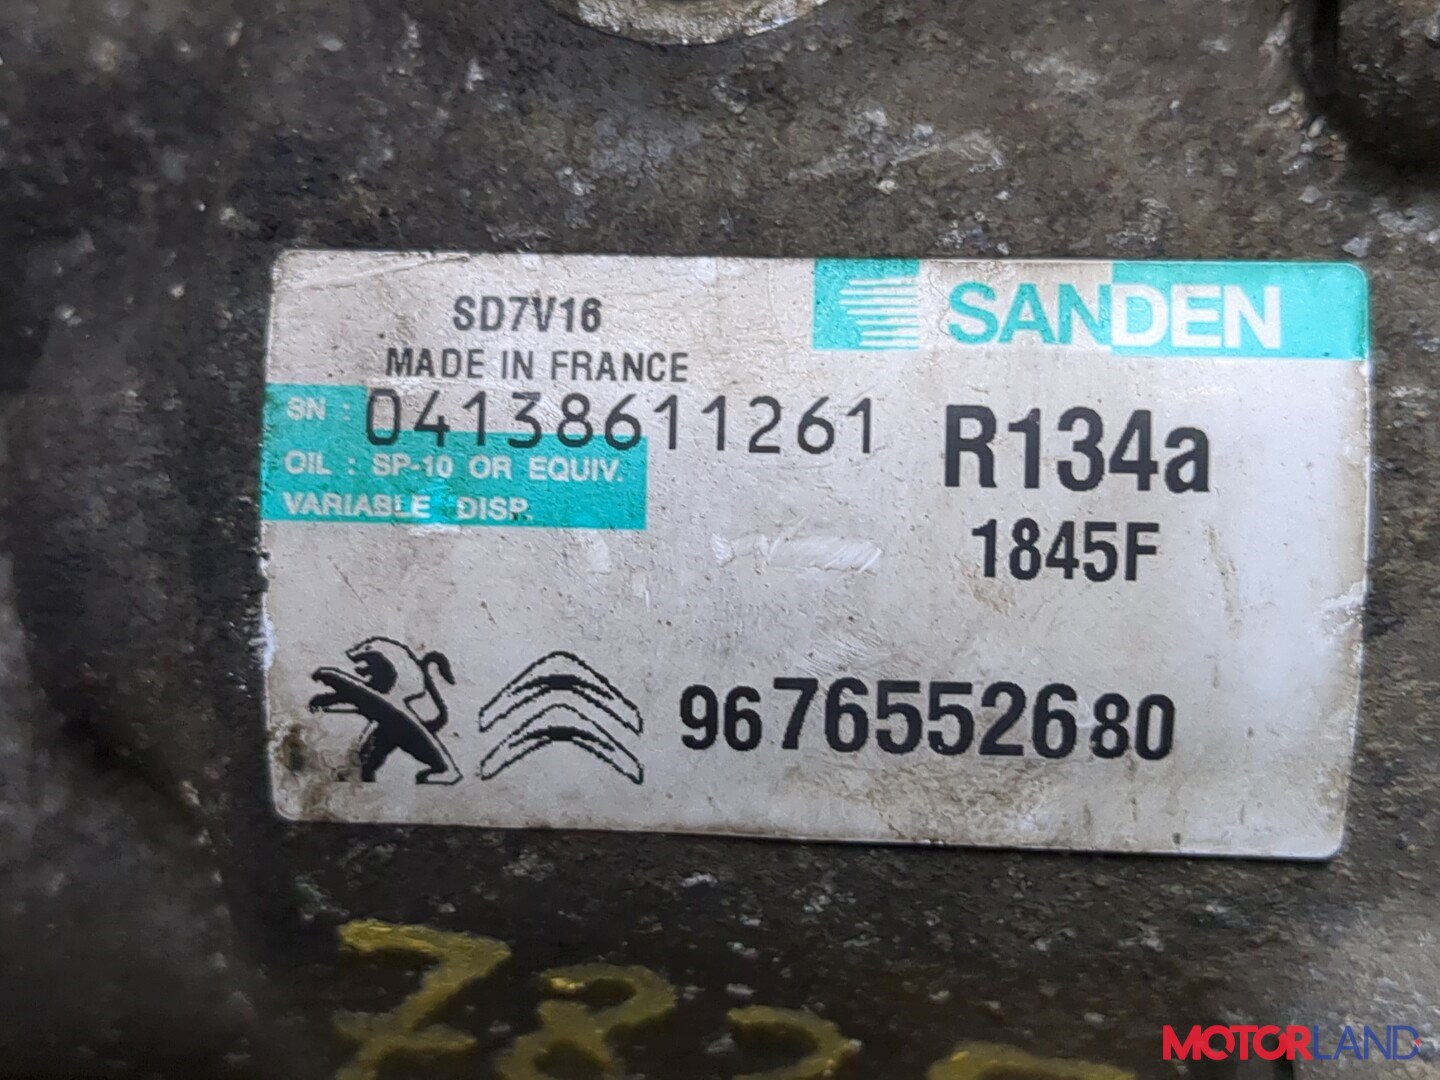 SD7V16
SANDEN
MADE IN FRANCE
SN : 04138611261
R134a
OIL : SP-10 OR EQUIV.
VARIABLE DISP.
1845F
9676552680
MOTORLAND